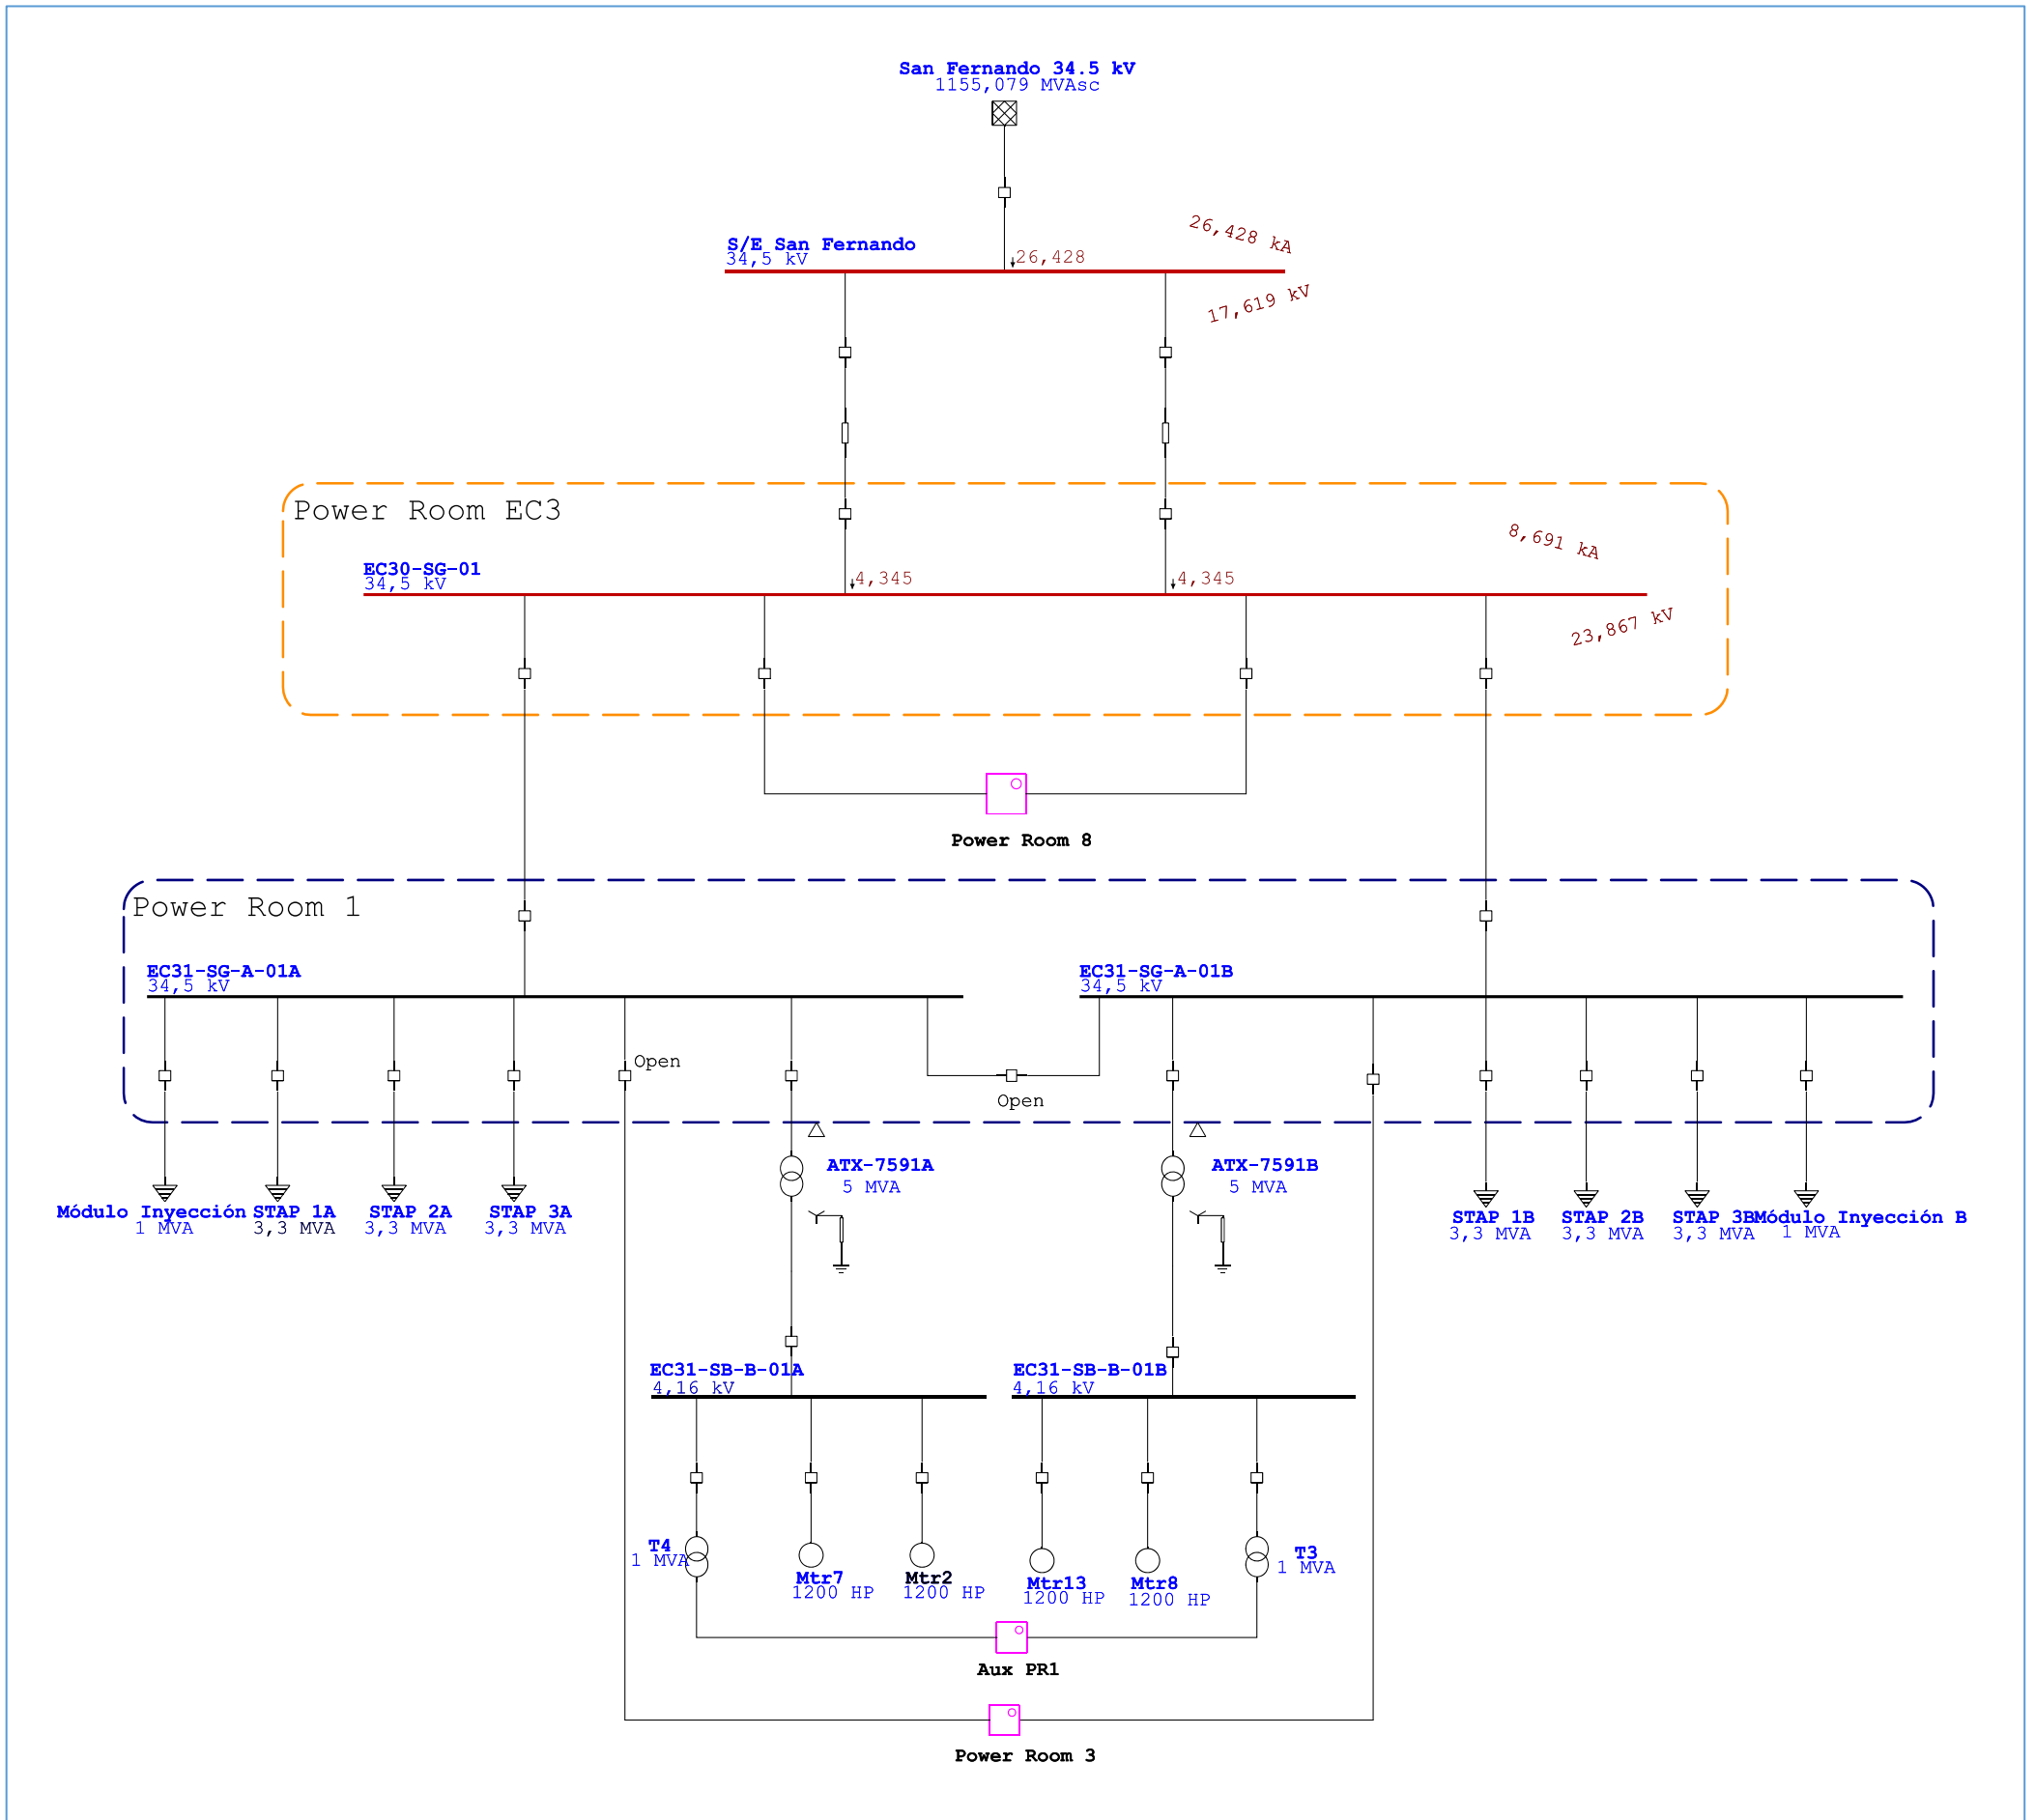 San Fernando 34.5 kV
1155,079 MVAsc
26,428 kA
S/E San Fernando
34,5 kV
26,428
17,619 kV
Power Room EC3
8,691 kA
EC30-SG-01
34,5 kV
4,345
4,345
23,867 kV
Power Room 8
Power Room 1
EC31-SG-A-01A
34,5 kV
EC31-SG-A-01B
34,5 kV
Open
Open
ATX-7591A
5 MVA
ATX-7591B
5 MVA
Módulo Inyección
1 MVA
STAP 1A
3,3 MVA
STAP 2A
3,3 MVA
STAP 3A
3,3 MVA
STAP 1B
3,3 MVA
STAP 2B
3,3 MVA
STAP 3B
3,3 MVA
Módulo Inyección B
1 MVA
EC31-SB-B-01A
4,16 kV
EC31-SB-B-01B
4,16 kV
T4
1 MVA
Mtr7
1200 HP
Mtr2
1200 HP
Mtr13
1200 HP
Mtr8
1200 HP
T3
1 MVA
Aux PR1
Power Room 3